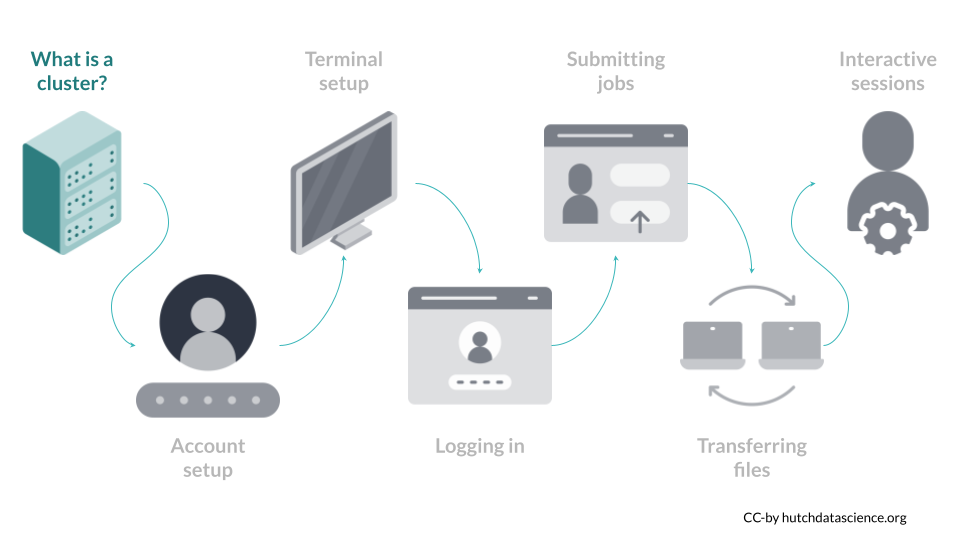 What is a
cluster?
Terminal
setup
Submitting
jobs
Interactive
sessions
Account
setup
Logging in
Transferring
files
CC-by hutchdatascience.org